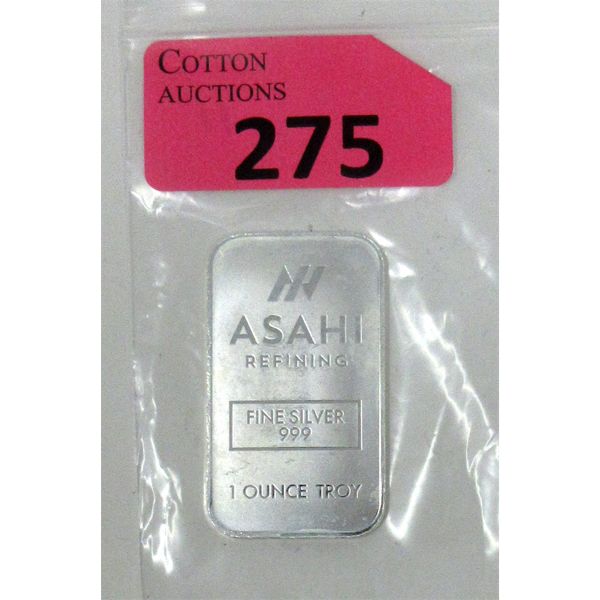 COTTON
AUCTIONS
275
ASAHI
REFINING
FINE SILVER
999
1 OUNCE TROY